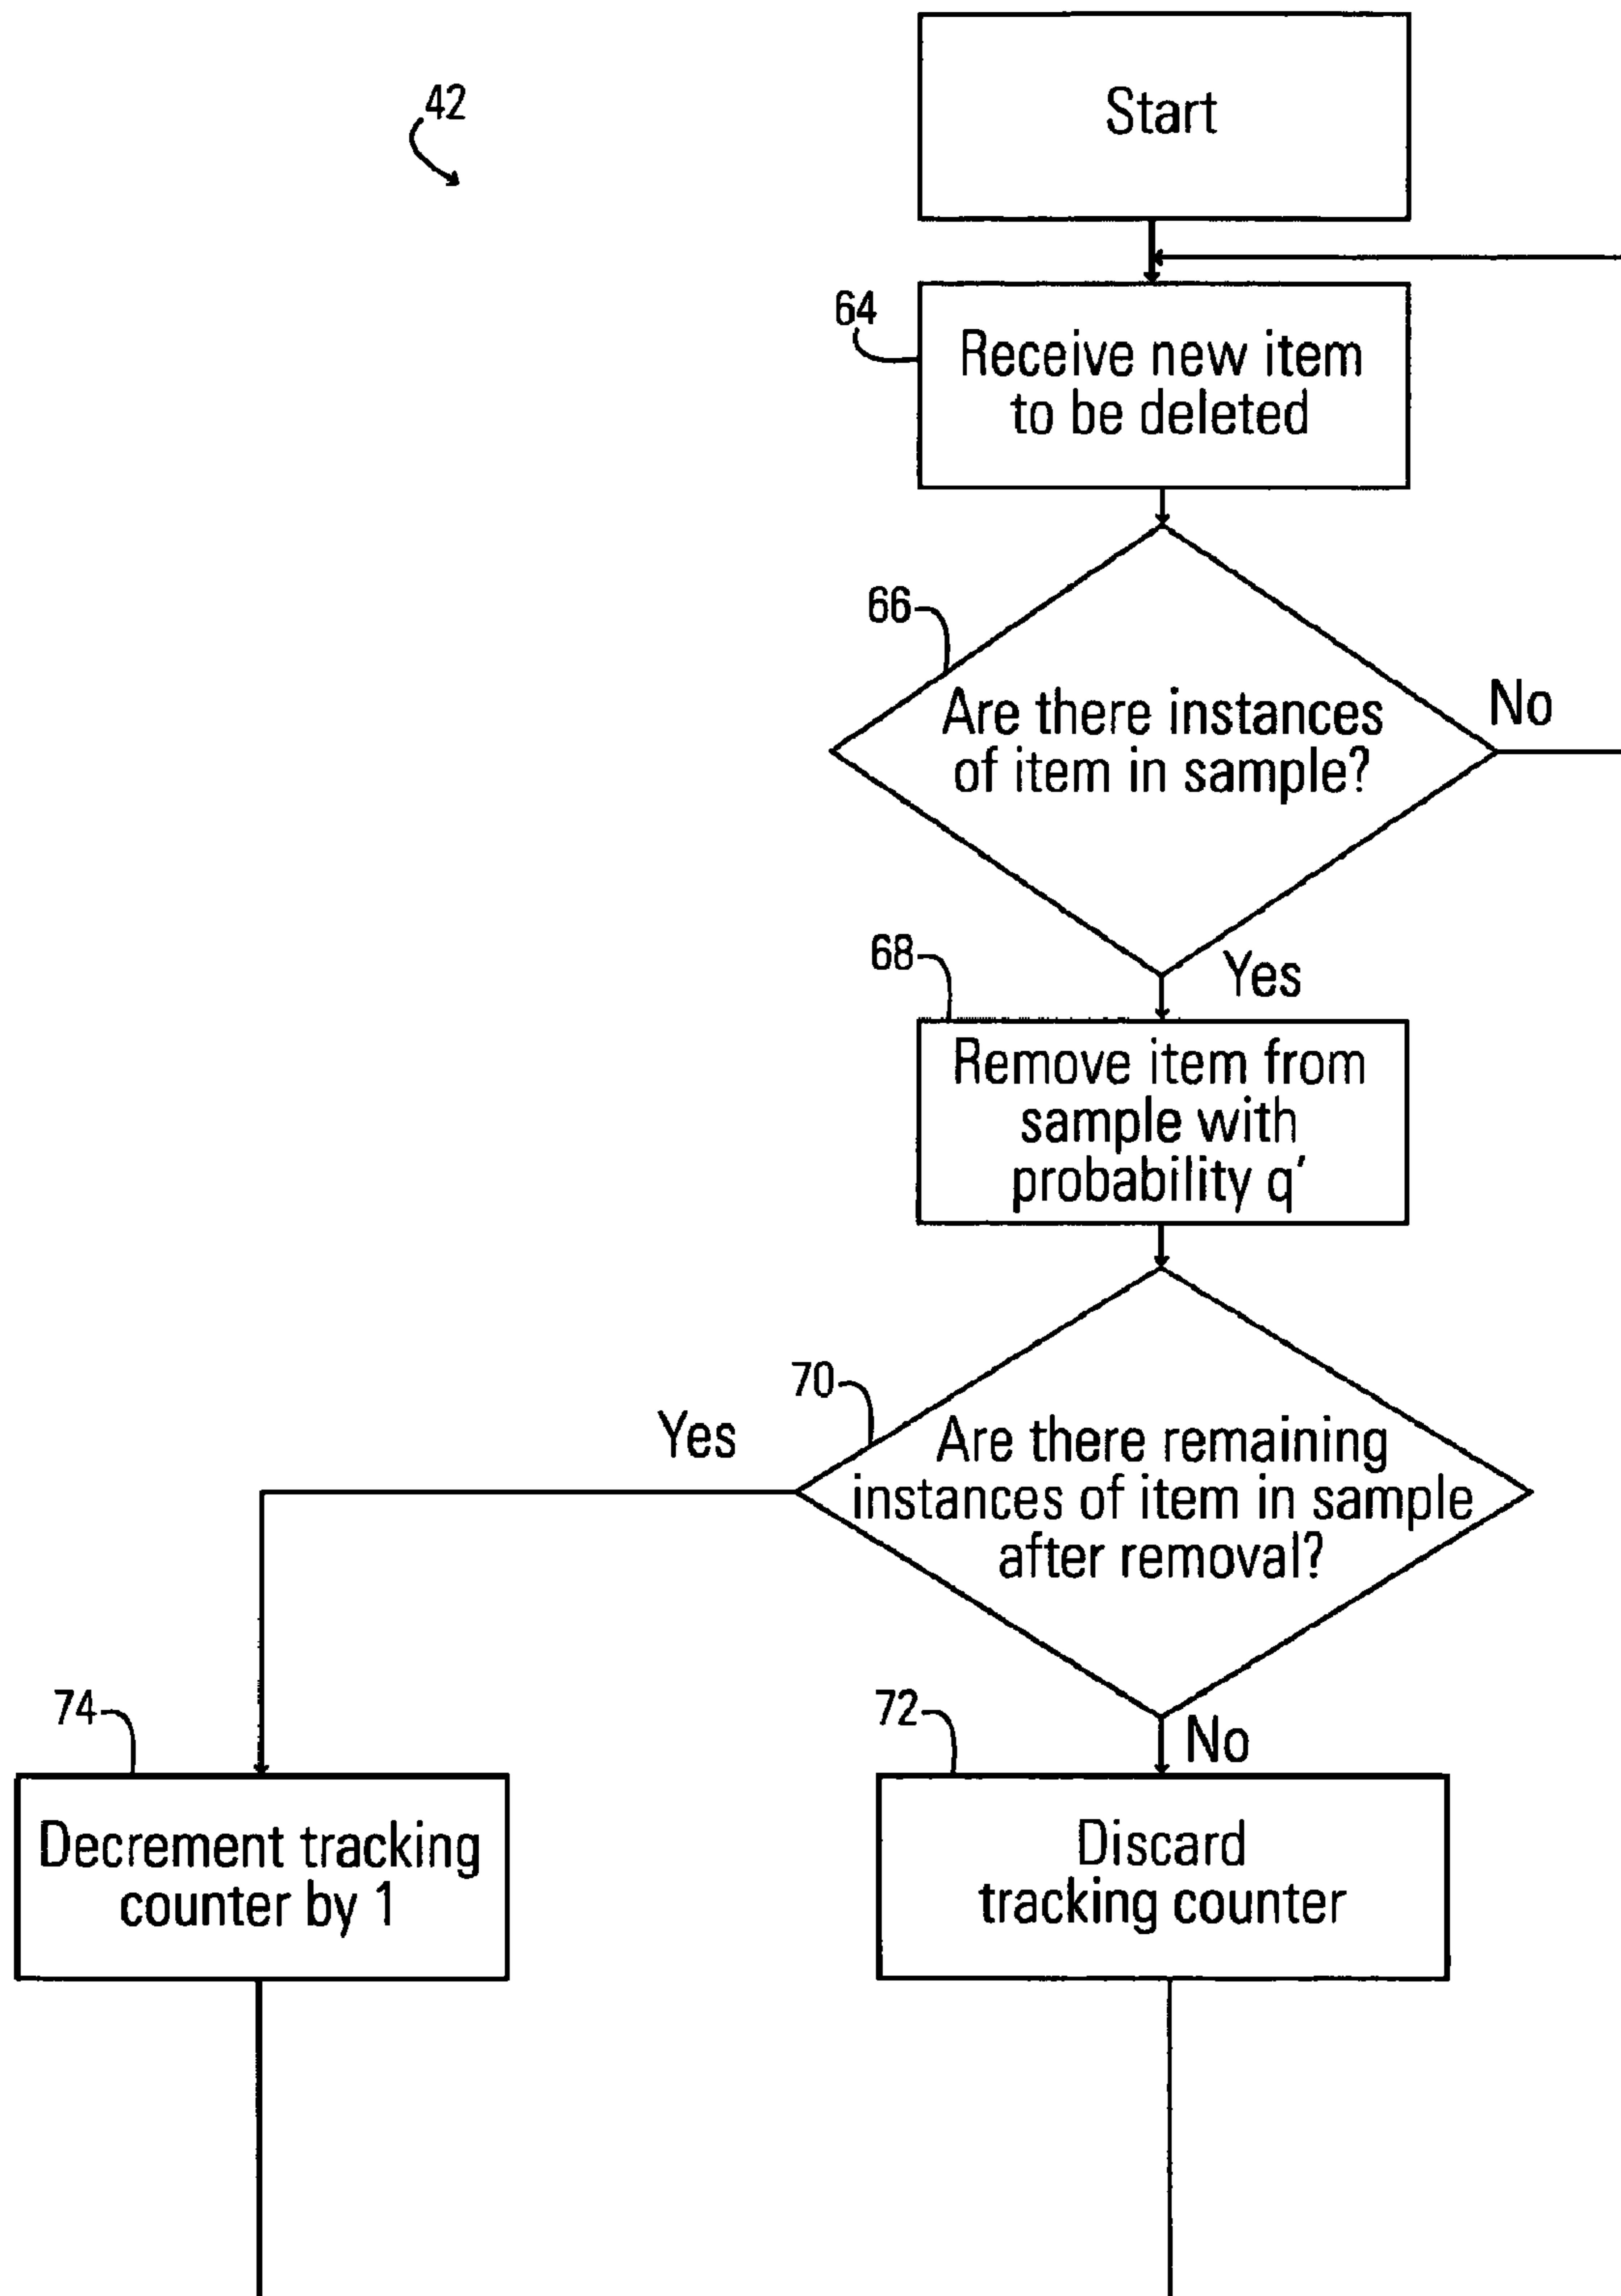 Start
42
64
Receive new item
to be deleted
66
Are there instances
of item in sample?
No
68
Yes
Remove item from
sample with
probability q'
70
Yes
Are there remaining
instances of item in sample
after removal?
74
72
No
Decrement tracking
counter by 1
Discard
tracking counter